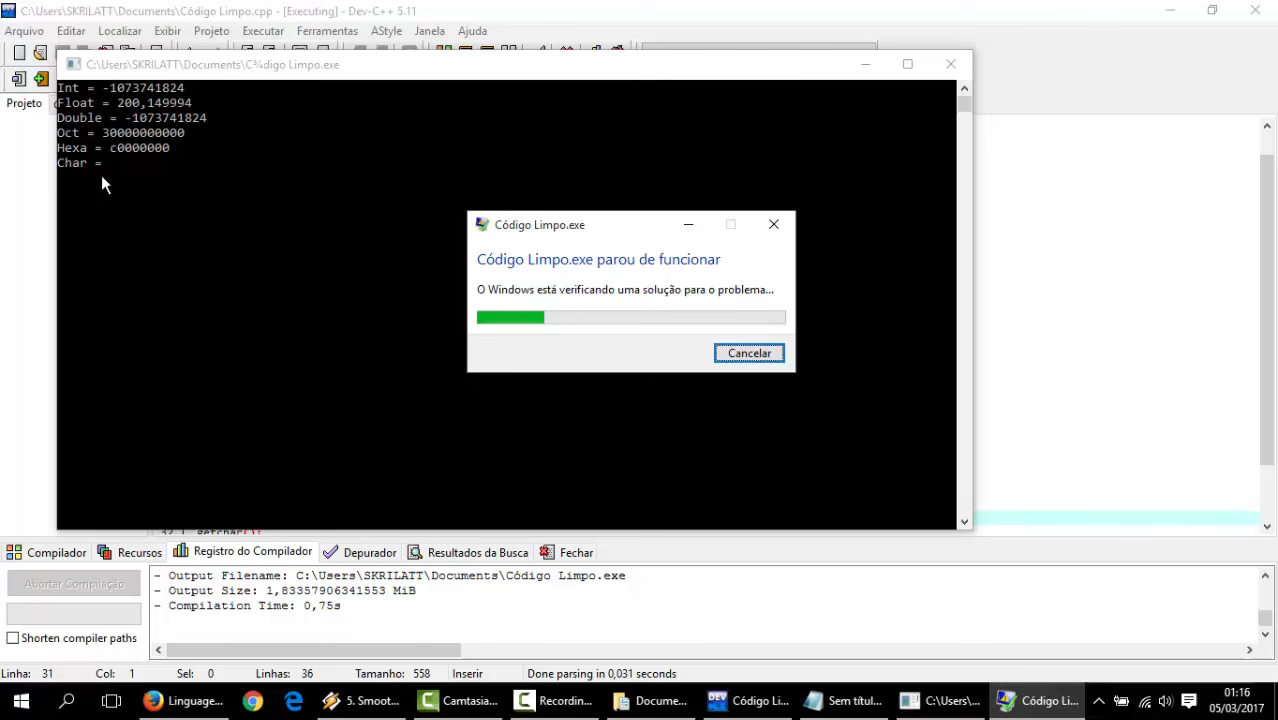 C:\Users\SKRILATT\Documents\Código Limpo.cpp - [Executing] - Dev-C++ 5.11
Arquivo Editar Localizar Exibir Projeto Executar Ferramentas AStyle Janela Ajuda
C:\Users\SKRILATT\Documents\C¾digo Limpo.exe
Projeto
Int = -1073741824
Float = 200,149994
Double = -1073741824
Oct = 30000000000
Hexa = c0000000
Char =
Código Limpo.exe
Código Limpo.exe parou de funcionar
O Windows está verificando uma solução para o problema...
Cancelar
Compilador Recursos Registro do Compilador Depurador Resultados da Busca Fechar
Abortar Compilação
Shorten compiler paths
- Output Filename: C:\Users\SKRILATT\Documents\Código Limpo.exe
- Output Size: 1,83357906341553 MiB
- Compilation Time: 0,75s
Linha: 31 Col: 1 Sel: 0 Linhas: 36 Tamanho: 558 Inserir Done parsing in 0,031 seconds
Linguage... 5. Smoot... Camtasia... Recordin... Docume... Código Li... Sem títul... C:\Users\... Código Li...
01:16
05/03/2017